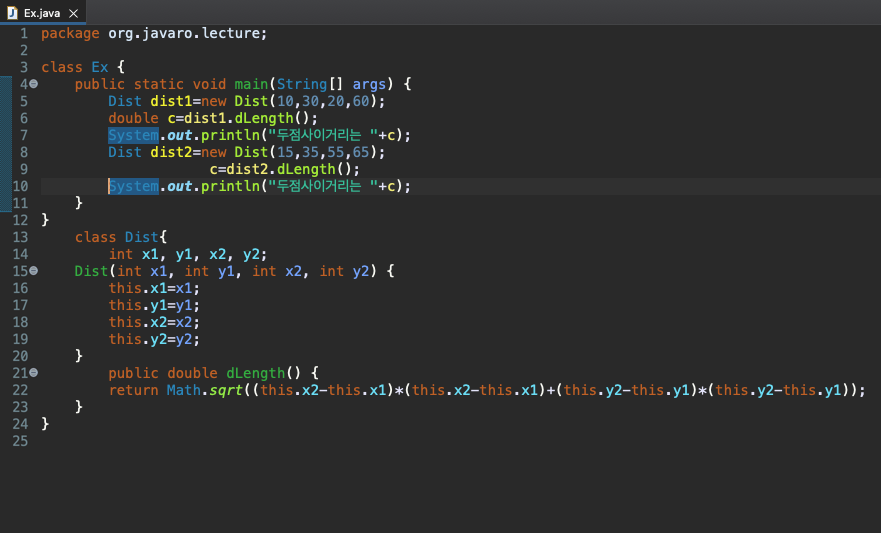 Ex.java
1 package org.javaro.lecture;
2
3 class Ex {
4     public static void main(String[] args) {
5         Dist dist1=new Dist(10,30,20,60);
6         double c=dist1.dLength();
7         System.out.println("두점사이거리는 "+c);
8         Dist dist2=new Dist(15,35,55,65);
9                     c=dist2.dLength();
10         System.out.println("두점사이거리는 "+c);
11     }
12 }
13     class Dist{
14         int x1, y1, x2, y2;
15     Dist(int x1, int y1, int x2, int y2) {
16         this.x1=x1;
17         this.y1=y1;
18         this.x2=x2;
19         this.y2=y2;
20     }
21         public double dLength() {
22         return Math.sqrt((this.x2-this.x1)*(this.x2-this.x1)+(this.y2-this.y1)*(this.y2-this.y1));
23     }
24 }
25